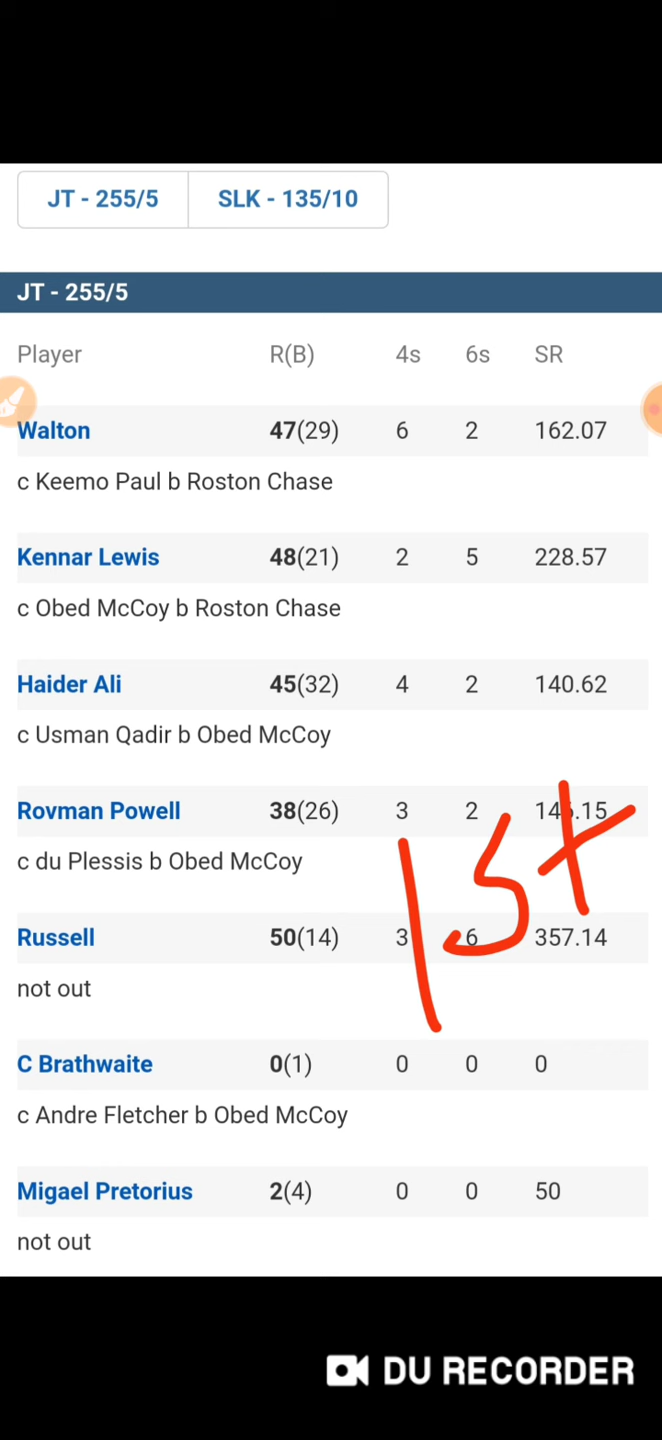 JT - 255/5 SLK - 135/10
JT - 255/5
Player R(B) 4s 6s SR
Walton 47(29) 6 2 162.07
c Keemo Paul b Roston Chase
Kennar Lewis 48(21) 2 5 228.57
c Obed McCoy b Roston Chase
Haider Ali 45(32) 4 2 140.62
c Usman Qadir b Obed McCoy
Rovman Powell 38(26) 3 2 146.15
c du Plessis b Obed McCoy
1st
Russell 50(14) 3 6 357.14
not out
C Brathwaite 0(1) 0 0 0
c Andre Fletcher b Obed McCoy
Migael Pretorius 2(4) 0 0 50
not out
DU RECORDER